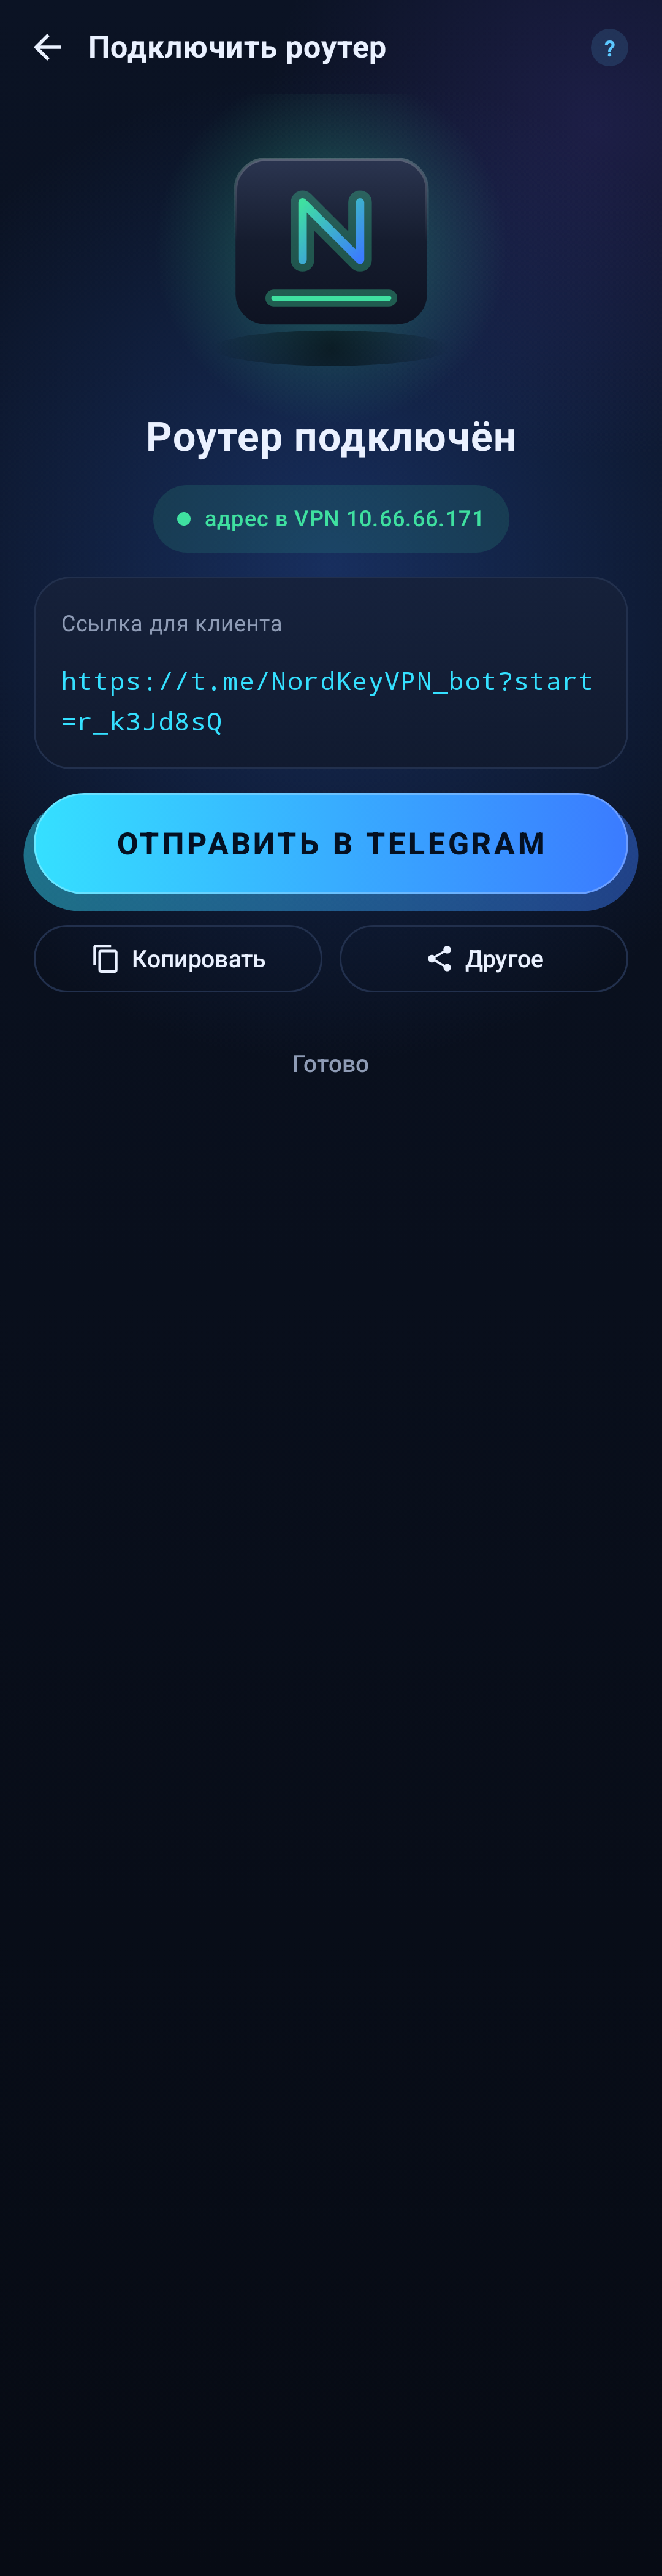 Подключить роутер
?
N
Роутер подключён
адрес в VPN 10.66.66.171
Ссылка для клиента
https://t.me/NordKeyVPN_bot?start
=r_k3Jd8sQ
ОТПРАВИТЬ В TELEGRAM
Копировать
Другое
Готово